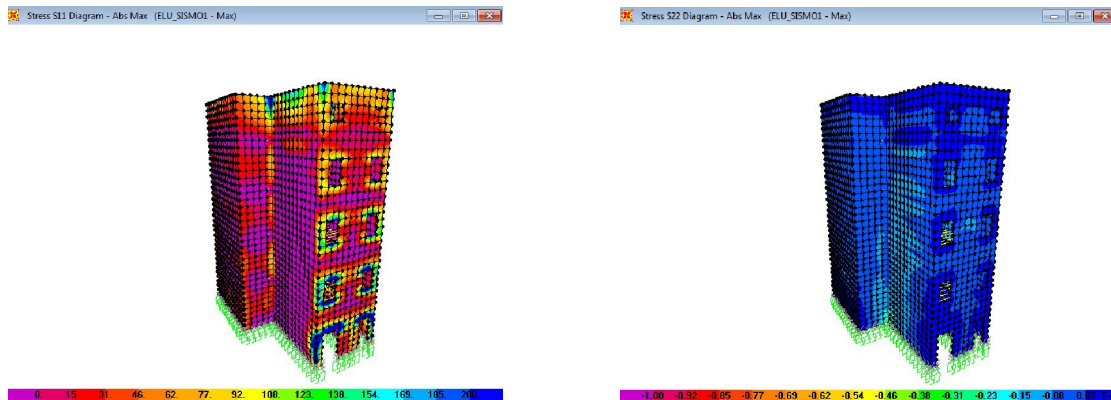 Stress S11 Diagram - Abs Max (ELU_SISMO1 - Max)
Stress S22 Diagram - Abs Max (ELU_SISMO1 - Max)
0. 15. 31. 46. 62. 77. 92. 108. 123. 138. 154. 169. 185. 200.
-1.00 -0.92 -0.85 -0.77 -0.69 -0.62 -0.54 -0.46 -0.38 -0.31 -0.23 -0.15 -0.08